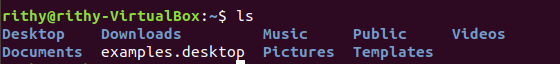 rithy@rithy-VirtualBox:~$ ls
Desktop Downloads Music Public Videos
Documents examples.desktop Pictures Templates